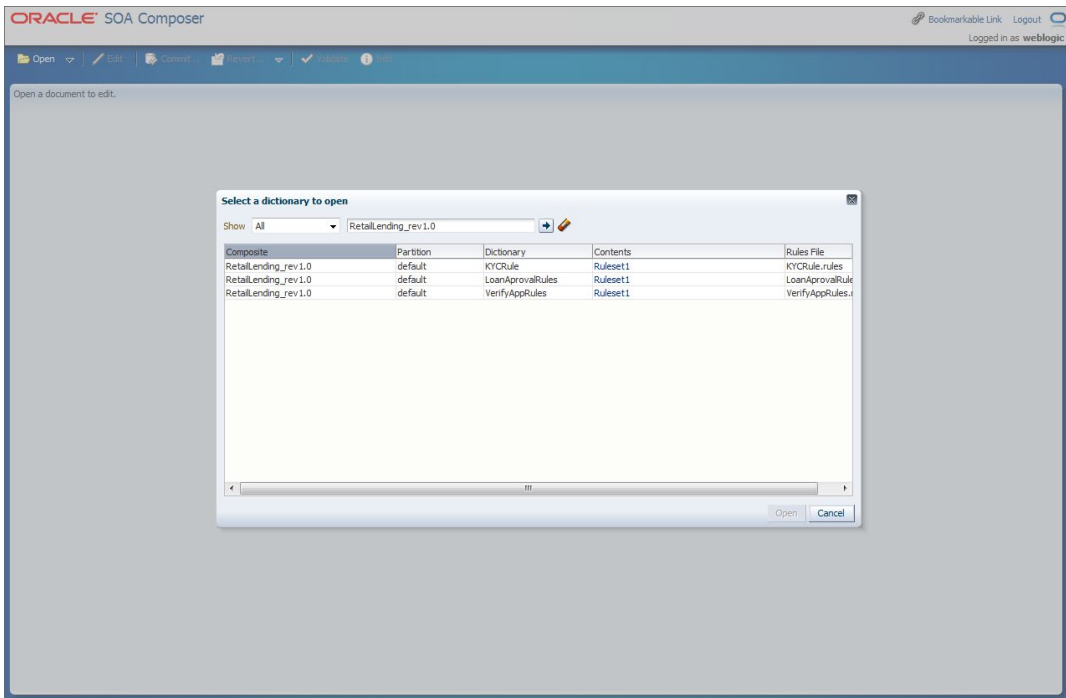 ORACLE SOA Composer
Bookmarkable Link Logout
Logged in as weblogic
Open Edit Commit... Revert... Validate
Open a document to edit.
Select a dictionary to open
Show All RetailLending_rev1.0
Composite Partition Dictionary Contents Rules File
RetailLending_rev1.0 default KYCRule Ruleset1 KYCRule.rules
RetailLending_rev1.0 default LoanAprovalRules Ruleset1 LoanAprovalRule
RetailLending_rev1.0 default VerifyAppRules Ruleset1 VerifyAppRules.
Open Cancel